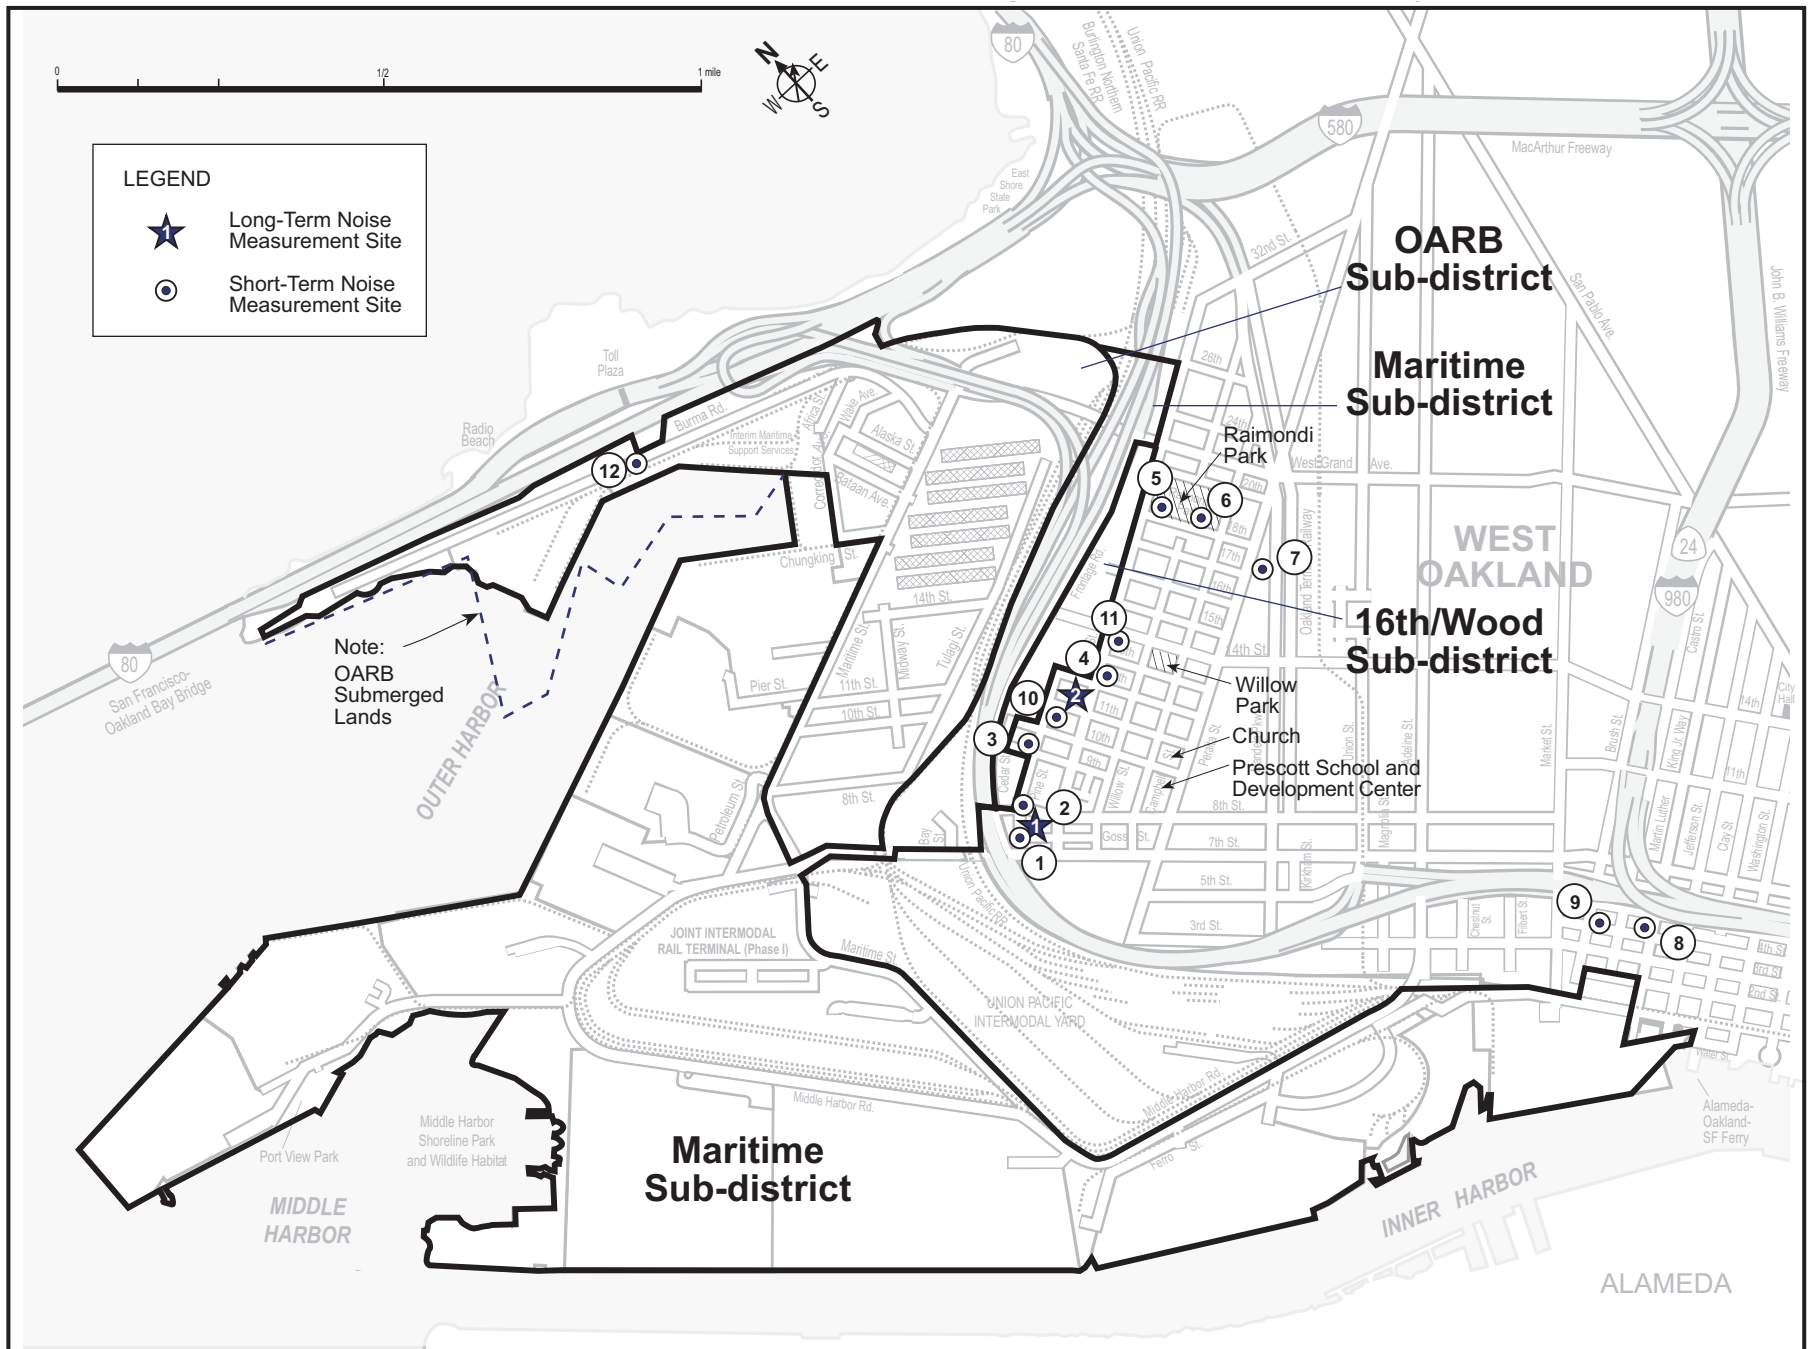 0
1/2
1 mile
N
E
W
S
LEGEND
1
Long-Term Noise
Measurement Site
Short-Term Noise
Measurement Site
80
Burlington Northern
Santa Fe RR
Union Pacific RR
580
MacArthur Freeway
East
Shore
State
Park
32nd St.
OARB
Sub-district
San Pablo Ave.
John B. Williams Freeway
Maritime
Sub-district
Toll
Plaza
Radio
Beach
Burma Rd.
Africa St.
Wake Ave.
Alaska St.
Interim Maritime
Support Services
Corregidor Ave.
Bataan Ave.
26th
24th
Raimondi
Park
West Grand Ave.
20th
12
5
6
18th
17th
7
Oakland Term. Railway
WEST
OAKLAND
24
980
Castro St.
Chungking St.
Frontage Rd.
16th
15th
14th St.
14th St.
16th/Wood
Sub-district
11
4
2
10
3
Note:
OARB
Submerged
Lands
80
San Francisco-
Oakland Bay Bridge
OUTER HARBOR
Maritime St.
Midway St.
Tulagi St.
Pier St.
11th St.
10th St.
8th St.
Petroleum St.
Bay
St.
Willow
Park
Church
Prescott School and
Development Center
11th
10th
9th
Cedar St.
Pine St.
Willow St.
Campbell St.
Peralta St.
Union St.
Adeline St.
Market St.
Brush St.
King Jr. Way
Martin Luther
14th
City
Hall
11th
Jefferson St.
Clay St.
Washington St.
8th St.
Magnolia St.
2
1
Goss St.
7th St.
1
5th St.
Kirkham St.
3rd St.
Chestnut
St.
Filbert St.
9
8
4th St.
3rd St.
2nd St.
Water St.
Union Pacific RR
JOINT INTERMODAL
RAIL TERMINAL (Phase I)
Maritime St.
UNION PACIFIC
INTERMODAL YARD
Middle Harbor Rd.
Middle Harbor Rd.
Ferro St.
Middle Harbor
Shoreline Park
and Wildlife Habitat
Port View Park
MIDDLE
HARBOR
Maritime
Sub-district
INNER HARBOR
Alameda-
Oakland-
SF Ferry
ALAMEDA